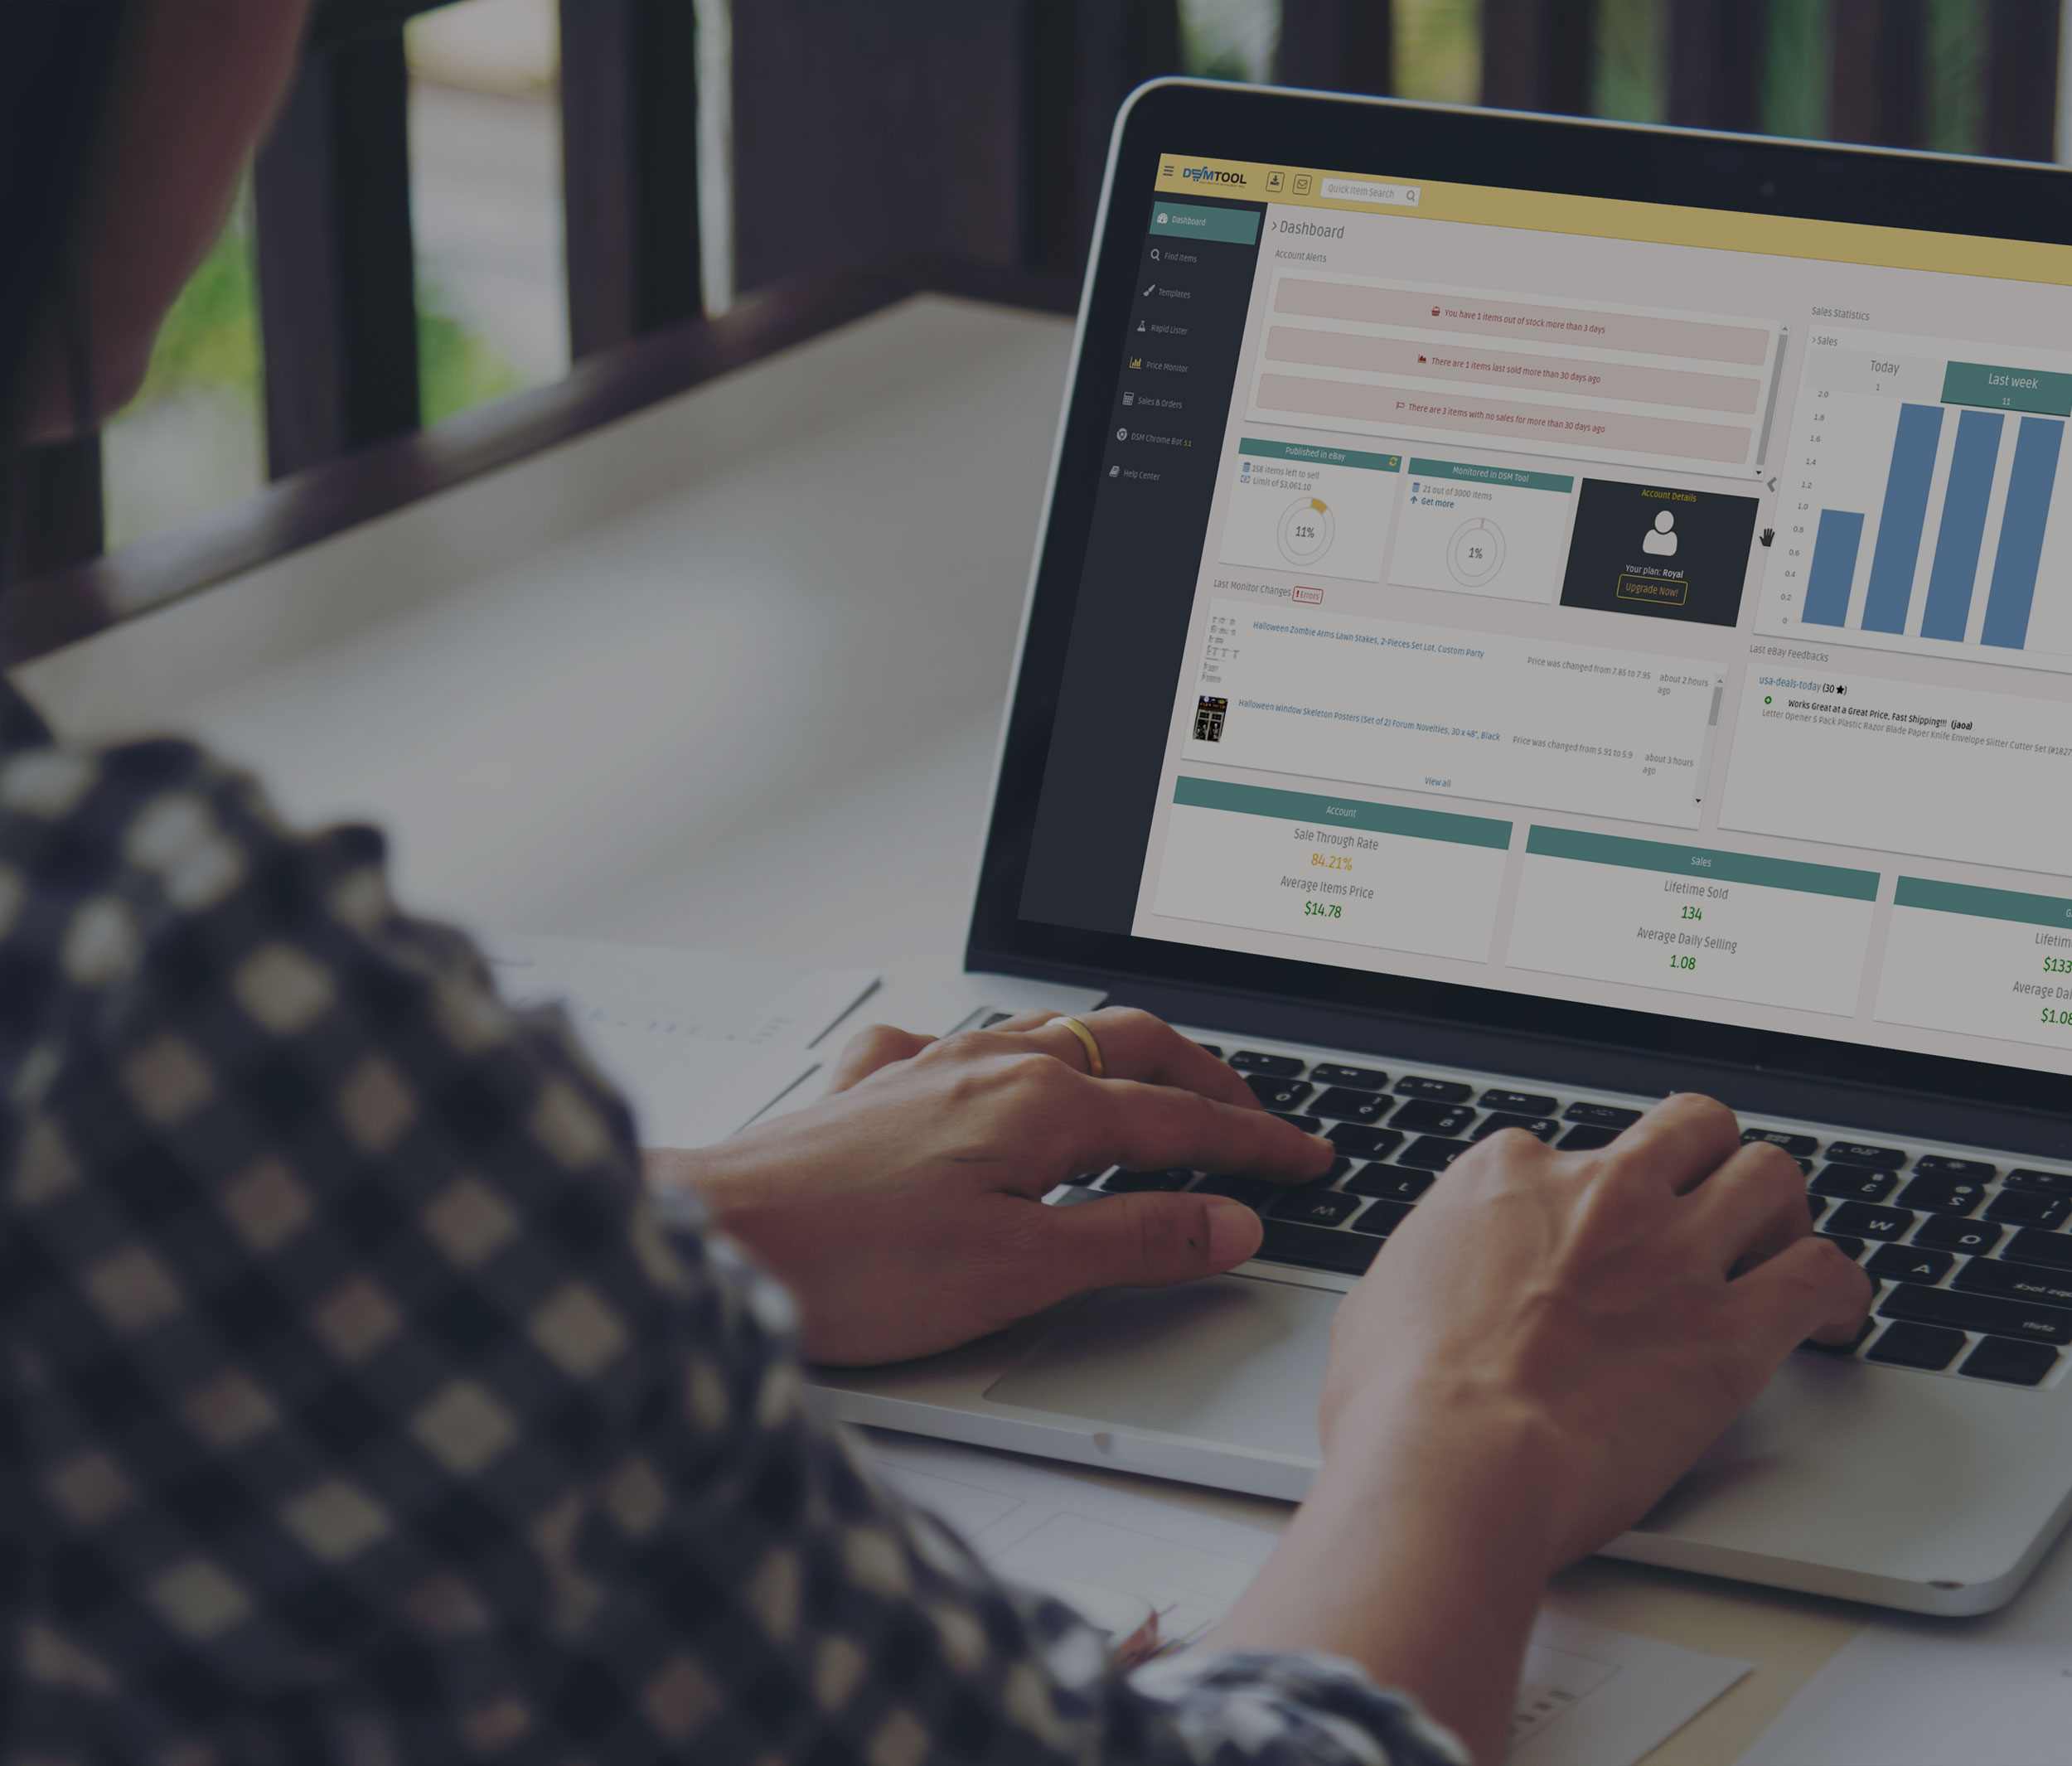 DSMTOOL
Quick Item Search
Dashboard
Find Items
Templates
Rapid Lister
Price Monitor
Sales & Orders
DSM Chrome Bot
Help Center
Dashboard
Account Alerts
You have 1 items out of stock more than 3 days
There are 1 items last sold more than 30 days ago
There are 3 items with no sales for more than 30 days ago
Published in eBay
158 items left to sell
Limit of $3,061.10
11%
Monitored in DSM Tool
21 out of 3000 items
Get more
1%
Account Details
Your plan: Royal
Upgrade Now!
Sales Statistics
Sales
Today
1
Last week
11
2.0
1.8
1.6
1.4
1.2
1.0
0.8
0.6
0.4
0.2
0
Last Monitor Changes Errors
Halloween Zombie Arms Lawn Stakes, 2-Pieces Set Lot, Custom Party
Price was changed from 7.85 to 7.95
about 2 hours
ago
Halloween Window Skeleton Posters (Set of 2) Forum Novelties, 30 x 48", Black
Price was changed from 5.91 to 5.9
about 3 hours
ago
View all
Last eBay Feedbacks
usa-deals-today (30 ★)
Works Great at a Great Price, Fast Shipping!!! (jaoa)
Letter Opener 5 Pack Plastic Razor Blade Paper Knife Envelope Slitter Cutter Set (#1827
Account
Sale Through Rate
84.21%
Average Items Price
$14.78
Sales
Lifetime Sold
134
Average Daily Selling
1.08
Lifetim
$133
Average Dai
$1.08